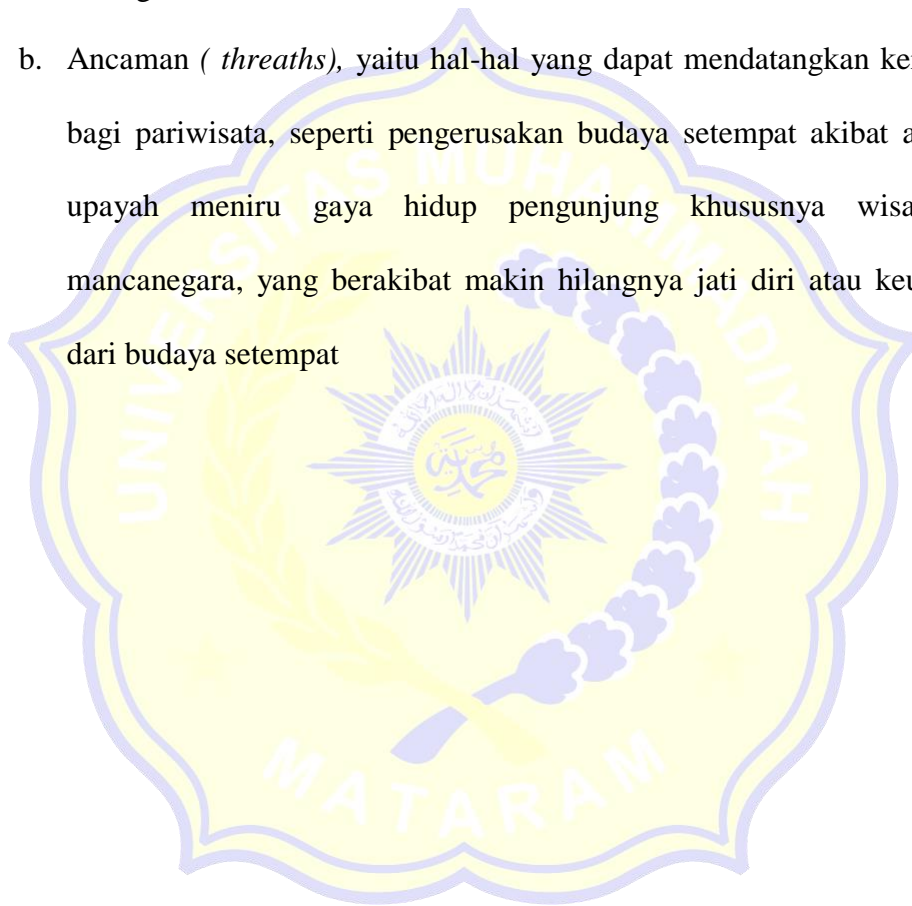 b. Ancaman ( threaths), yaitu hal-hal yang dapat mendatangkan
bagi pariwisata, seperti pengerusakan budaya setempat akibat
upayah meniru gaya hidup pengunjung khususnya
mancanegara, yang berakibat makin hilangnya jati diri atau
dari budaya setempat
UNIVERSITAS MUHAMMADIYAH
MATARAM